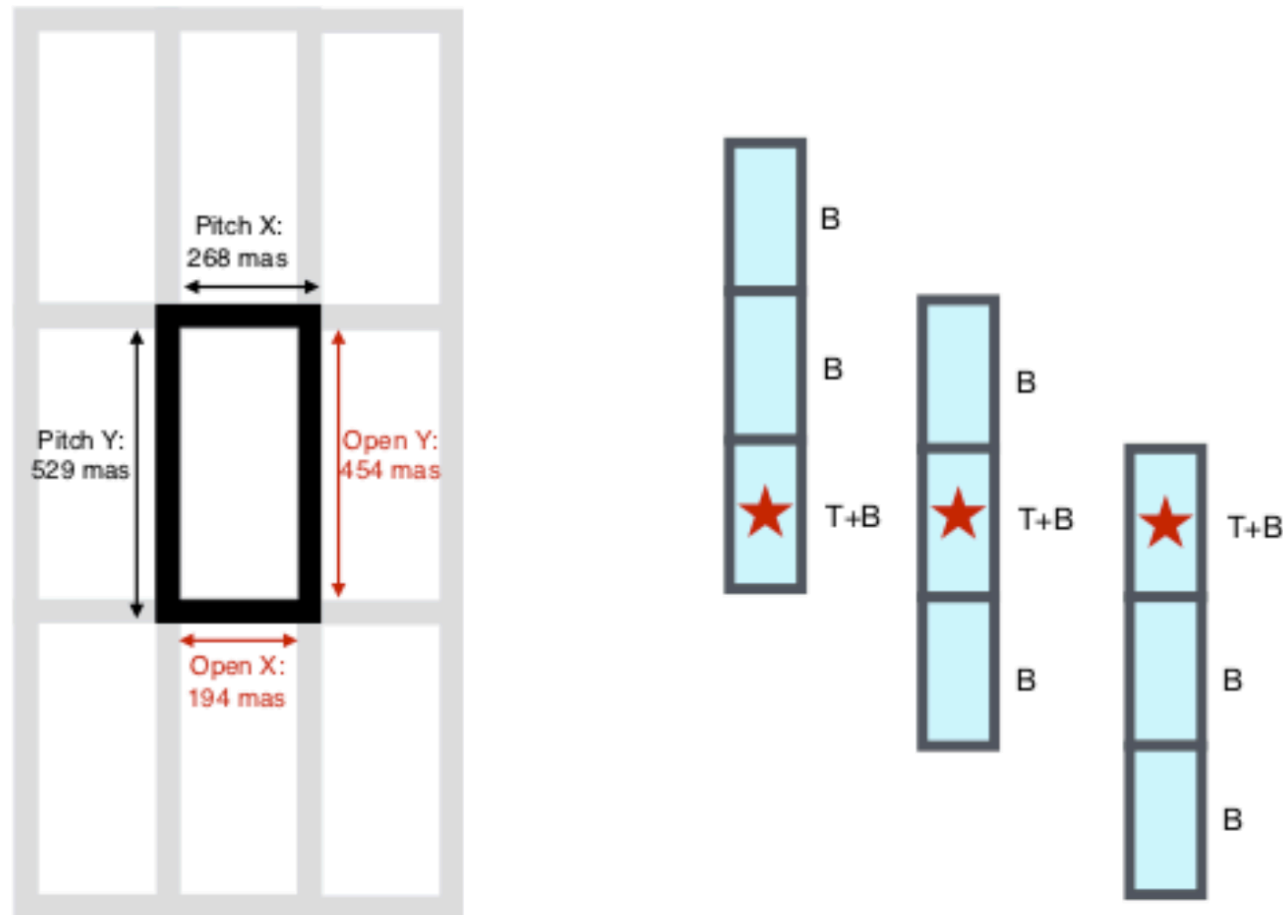 Pitch X:
268 mas
Pitch Y:
529 mas
Open Y:
454 mas
Open X:
194 mas
B
B
T+B
B
T+B
B
T+B
B
B